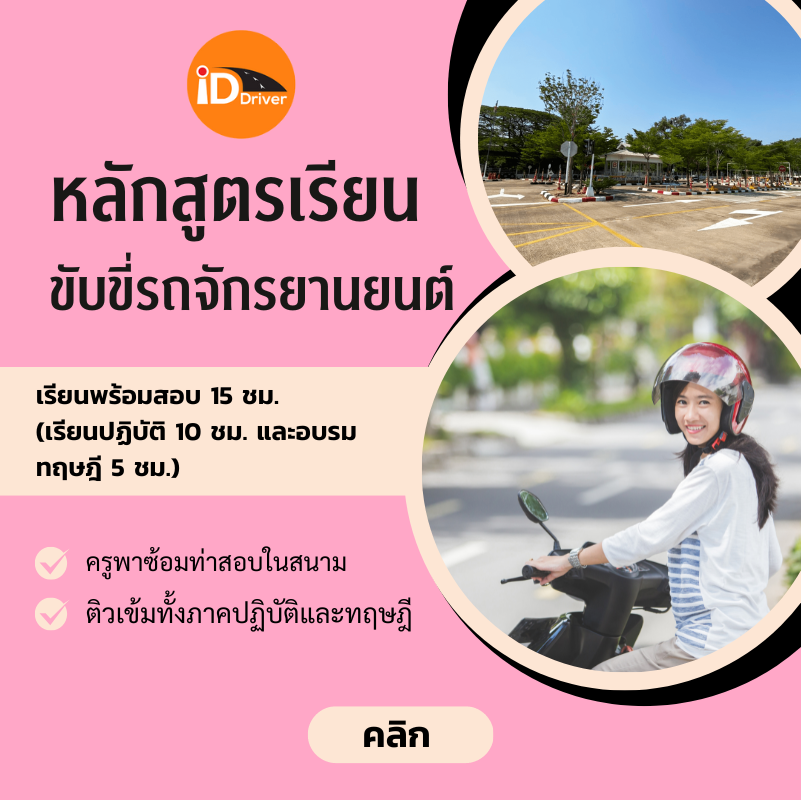 iD
Driver
หลักสูตรเรียน
ขับขี่รถจักรยานยนต์
เรียนพร้อมสอบ 15 ชม.
(เรียนปฏิบัติ 10 ชม. และอบรม
ทฤษฎี 5 ชม.)
ครูพาซ้อมท่าสอบในสนาม
ติวเข้มทั้งภาคปฏิบัติและทฤษฎี
คลิก